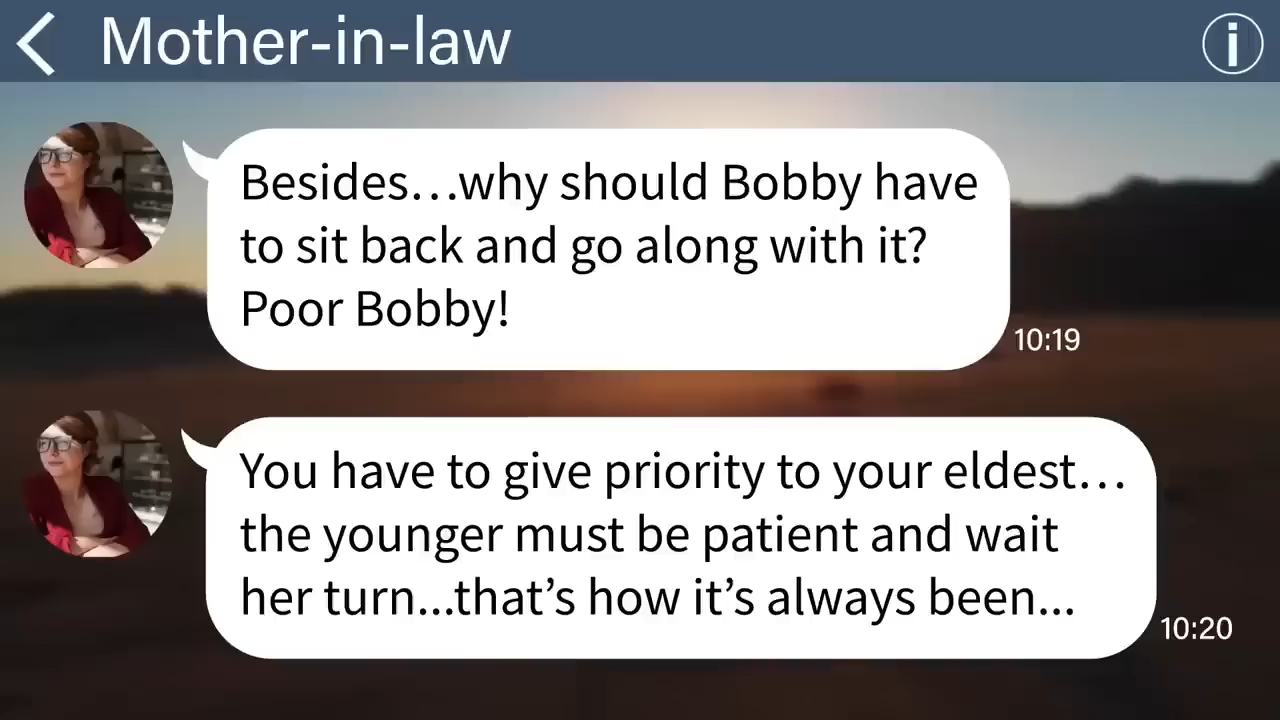 Mother-in-law
i
Besides…why should Bobby have
to sit back and go along with it?
Poor Bobby!
10:19
You have to give priority to your eldest…
the younger must be patient and wait
her turn...that’s how it’s always been...
10:20